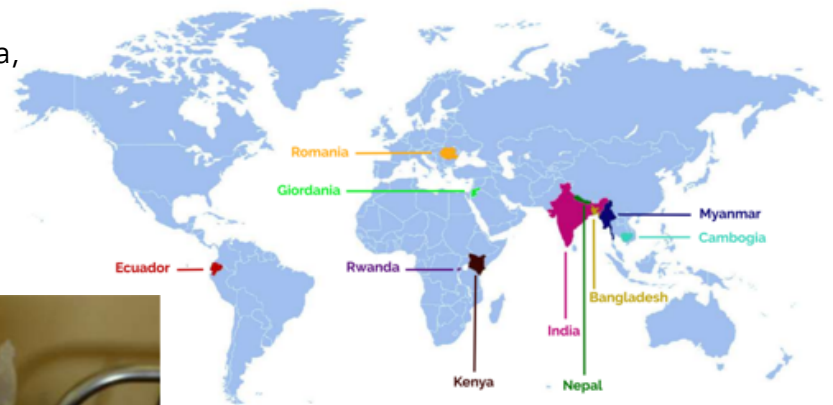 a,
Romania
Giordania
Myanmar
Cambogia
Ecuador
Rwanda
Bangladesh
India
Kenya
Nepal